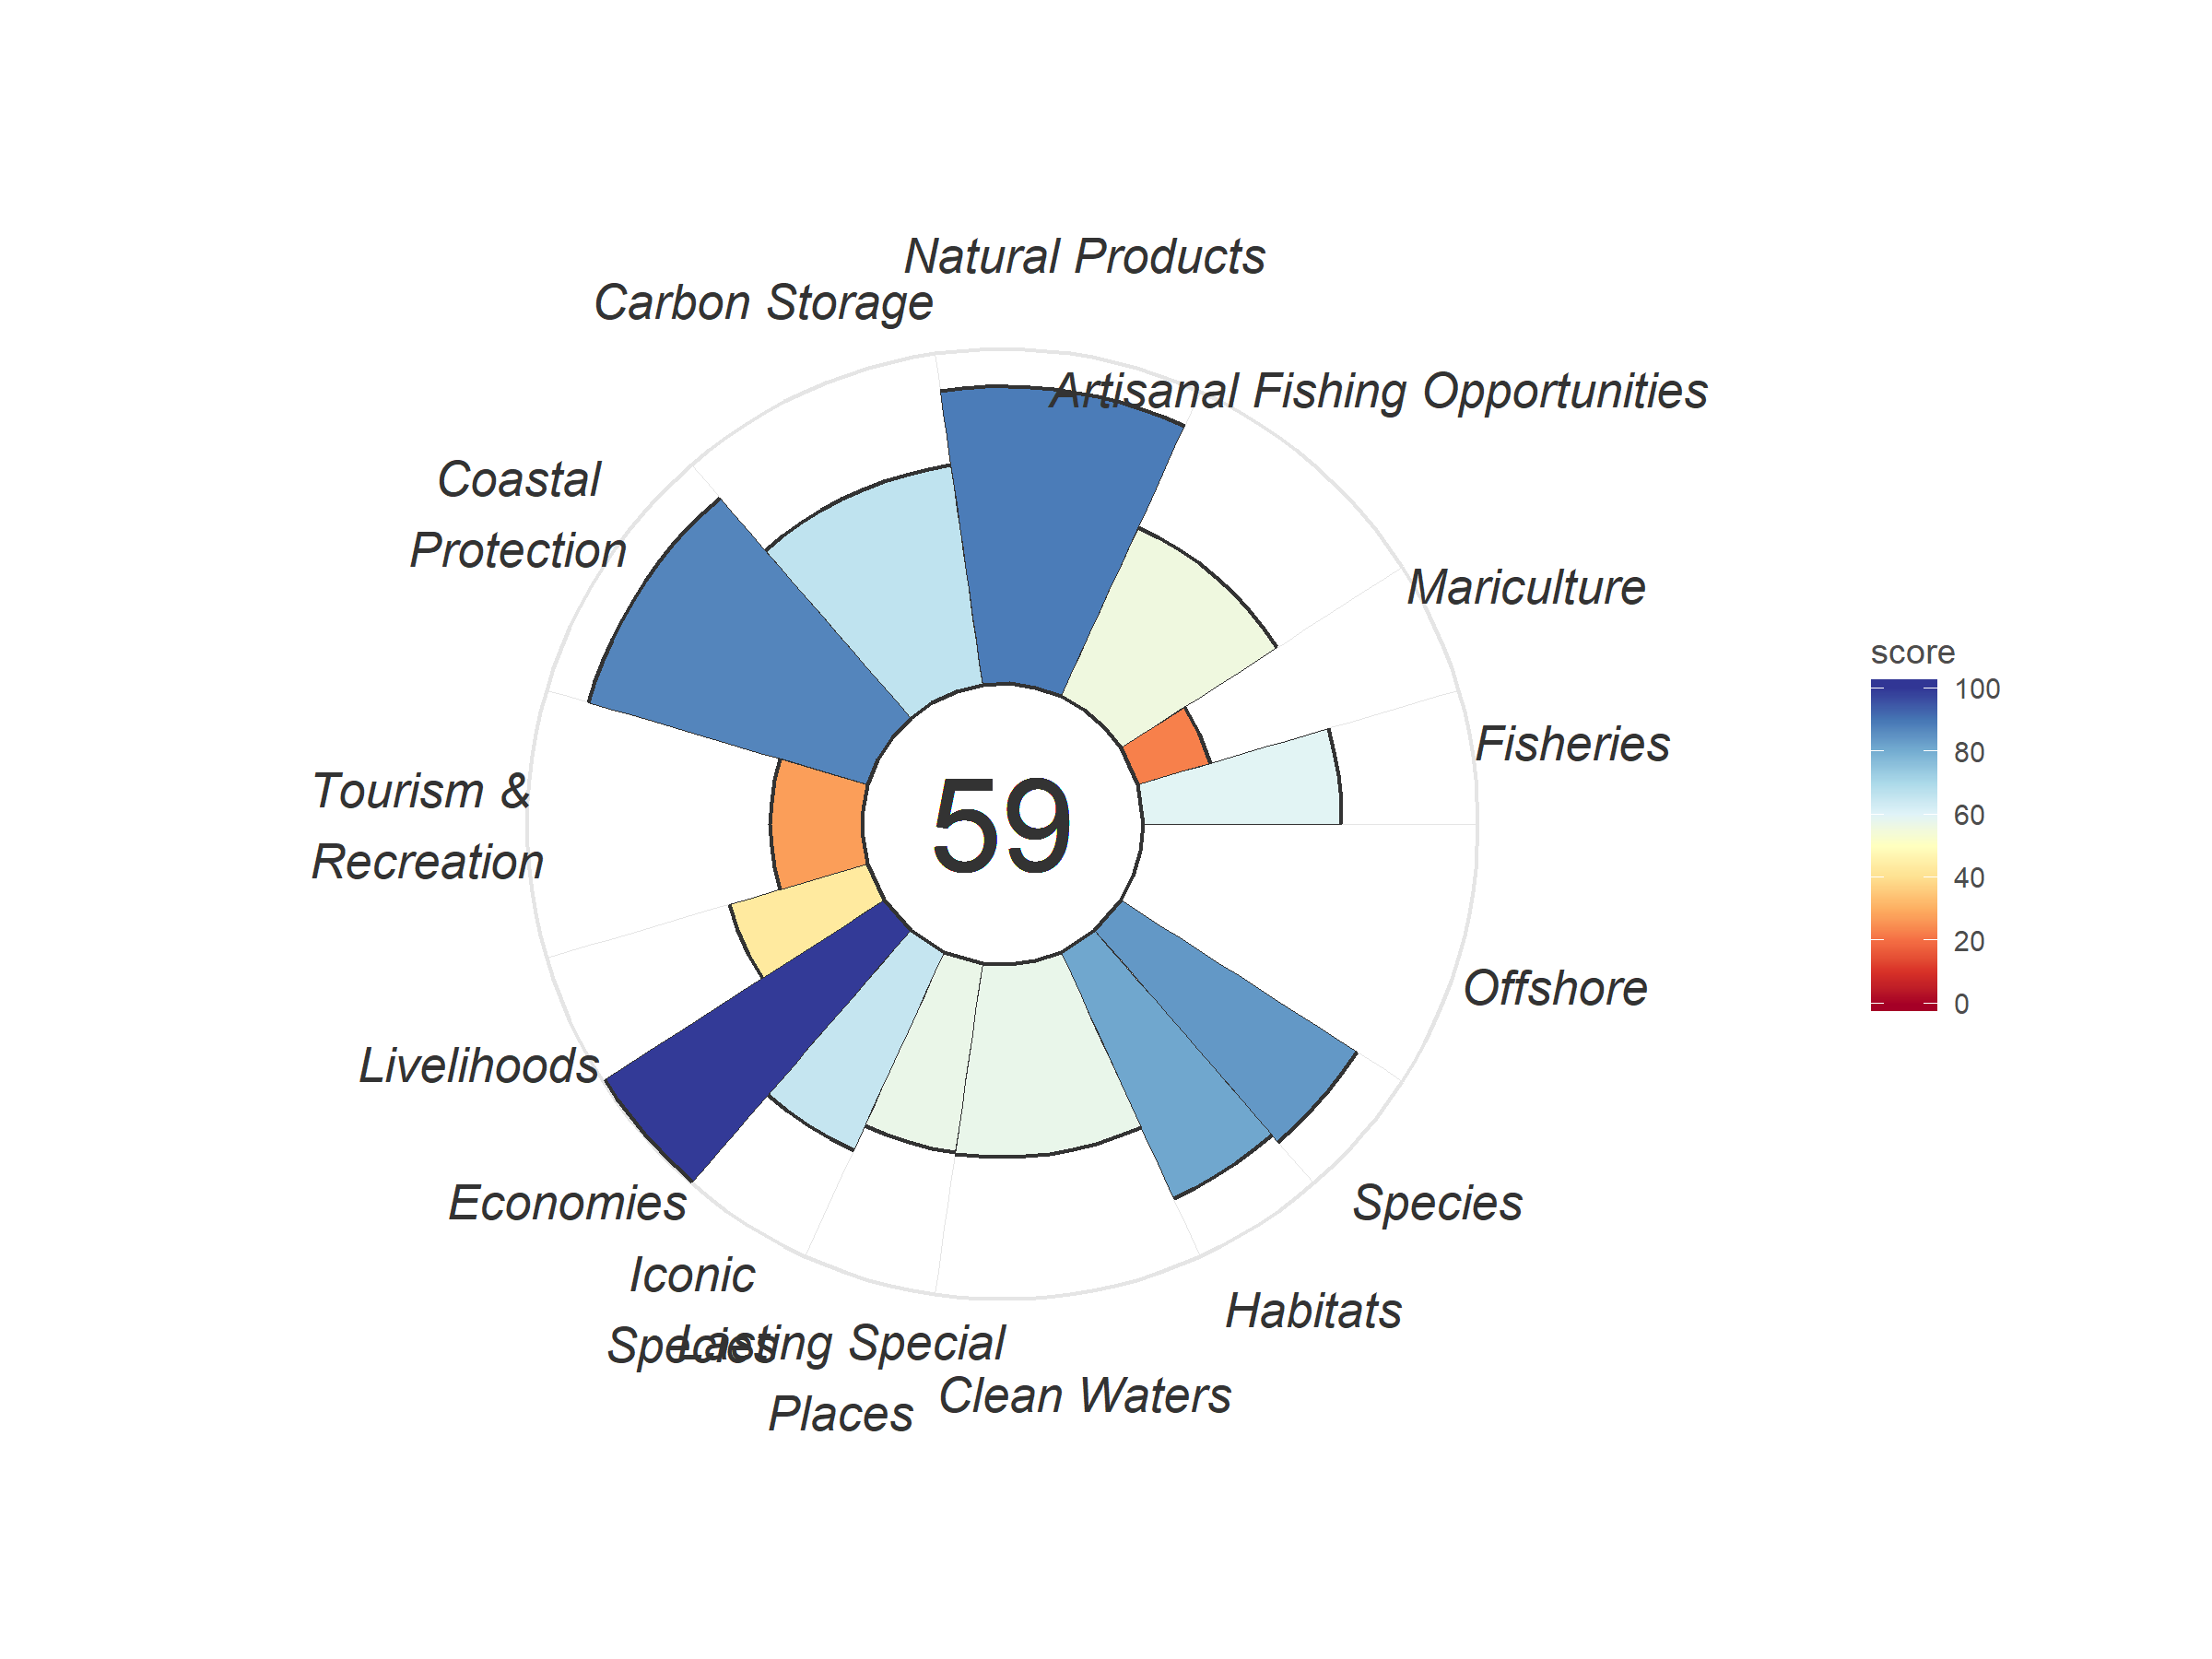 Natural Products
Carbon Storage
Artisanal Fishing Opportunities
Coastal
Protection
Mariculture
score
100
80
60
40
20
0
Fisheries
Tourism &
Recreation
59
Offshore
Livelihoods
Economies
Species
Iconic
Species
Habitats
Lasting Special
Places
Clean Waters